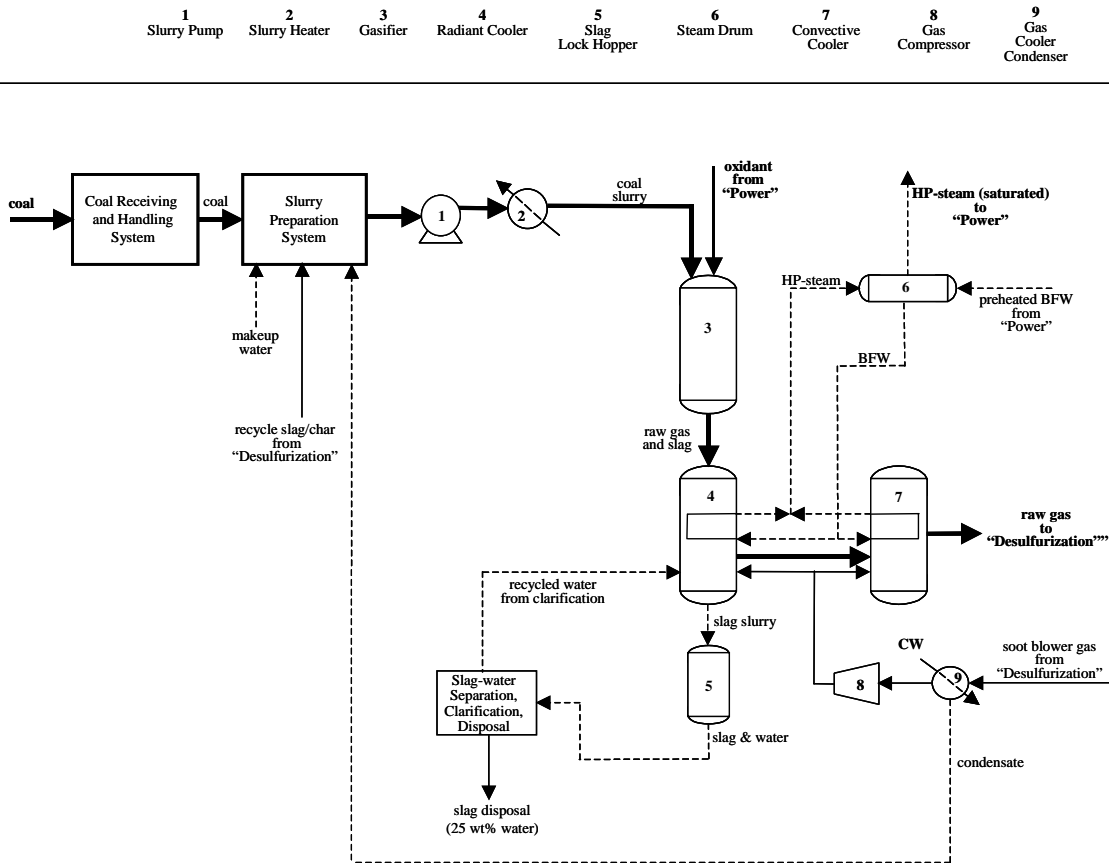 1
Slurry Pump
2
Slurry Heater
3
Gasifier
4
Radiant Cooler
5
Slag
Lock Hopper
6
Steam Drum
7
Convective
Cooler
8
Gas
Compressor
9
Gas
Cooler
Condenser
coal
Coal Receiving
and Handling
System
coal
Slurry
Preparation
System
1
2
coal
slurry
oxidant
from
“Power”
HP-steam (saturated)
to
“Power”
HP-steam
6
preheated BFW
from
“Power”
makeup
water
3
BFW
recycle slag/char
from
“Desulfurization”
raw gas
and slag
4
7
raw gas
to
“Desulfurization””
recycled water
from clarification
slag slurry
CW
soot blower gas
from
“Desulfurization”
Slag-water
Separation,
Clarification,
Disposal
5
8
9
slag & water
condensate
slag disposal
(25 wt% water)